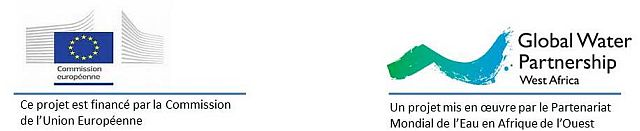 Commission
européenne
Ce projet est financé par la Commission
de l'Union Européenne
Global Water
Partnership
West Africa
Un projet mis en œuvre par le Partenariat
Mondial de l'Eau en Afrique de l'Ouest